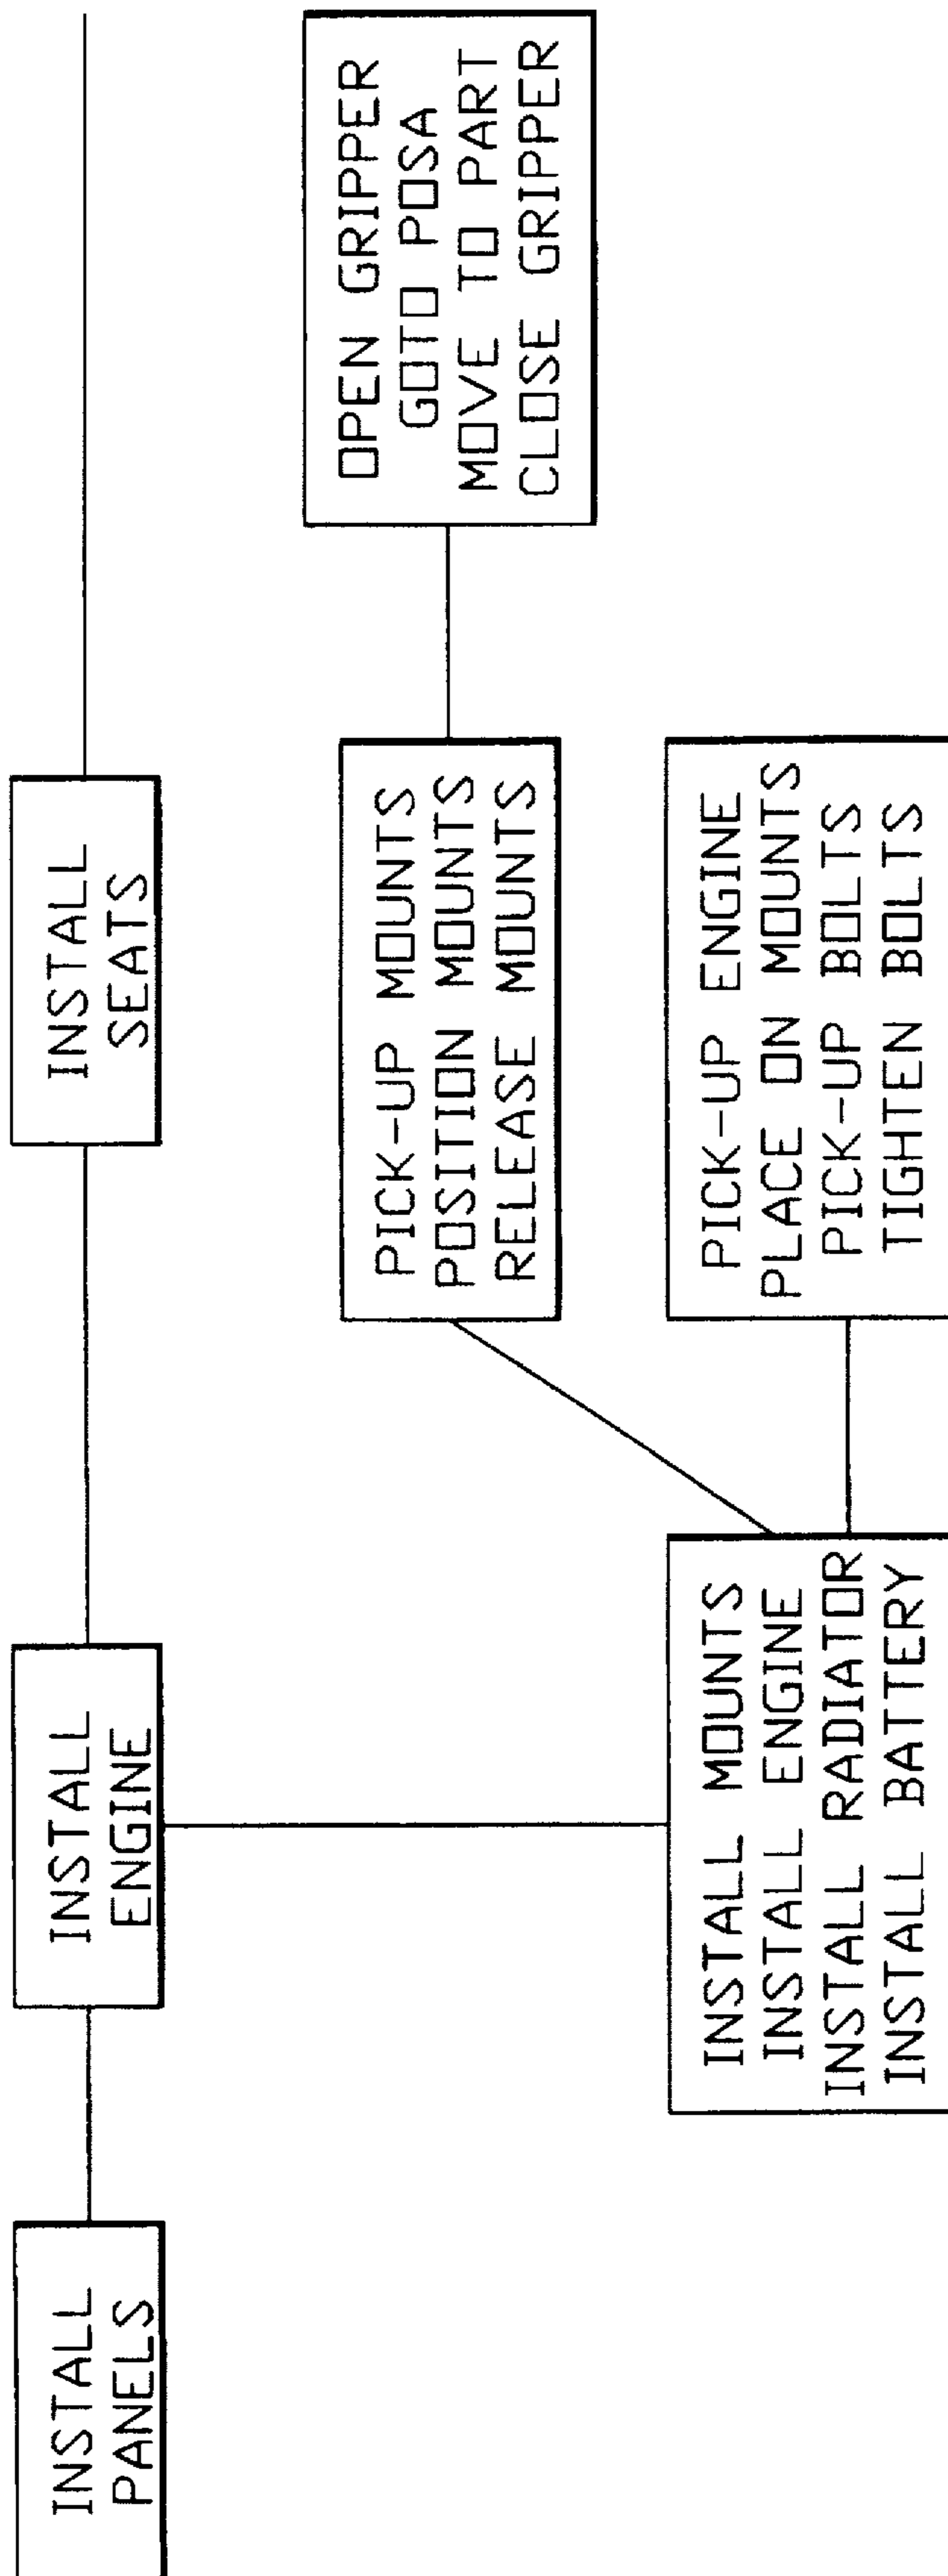 INSTALL
PANELS
INSTALL
ENGINE
INSTALL
SEATS
INSTALL MOUNTS
INSTALL ENGINE
INSTALL RADIATOR
INSTALL BATTERY
PICK-UP MOUNTS
POSITION MOUNTS
RELEASE MOUNTS
PICK-UP ENGINE
PLACE ON MOUNTS
PICK-UP BOLTS
TIGHTEN BOLTS
OPEN GRIPPER
GOTO POSA
MOVE TO PART
CLOSE GRIPPER